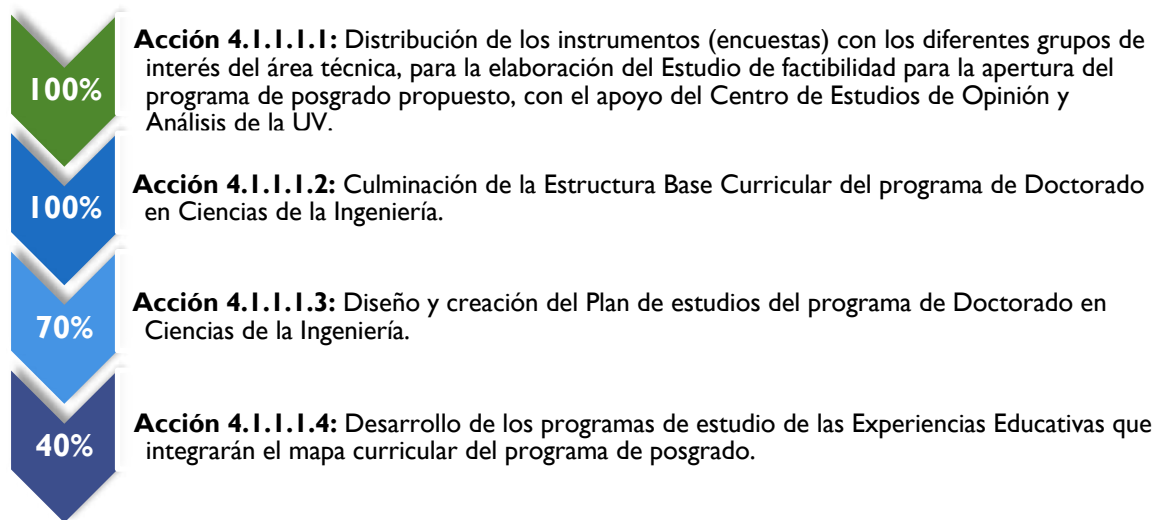 100%
Acción 4.1.1.1.1: Distribución de los instrumentos (encuestas) con los diferentes grupos de
interés del área técnica, para la elaboración del Estudio de factibilidad para la apertura del
programa de posgrado propuesto, con el apoyo del Centro de Estudios de Opinión y
Análisis de la UV.
100%
Acción 4.1.1.1.2: Culminación de la Estructura Base Curricular del programa de Doctorado
en Ciencias de la Ingeniería.
70%
Acción 4.1.1.1.3: Diseño y creación del Plan de estudios del programa de Doctorado en
Ciencias de la Ingeniería.
40%
Acción 4.1.1.1.4: Desarrollo de los programas de estudio de las Experiencias Educativas que
integrarán el mapa curricular del programa de posgrado.